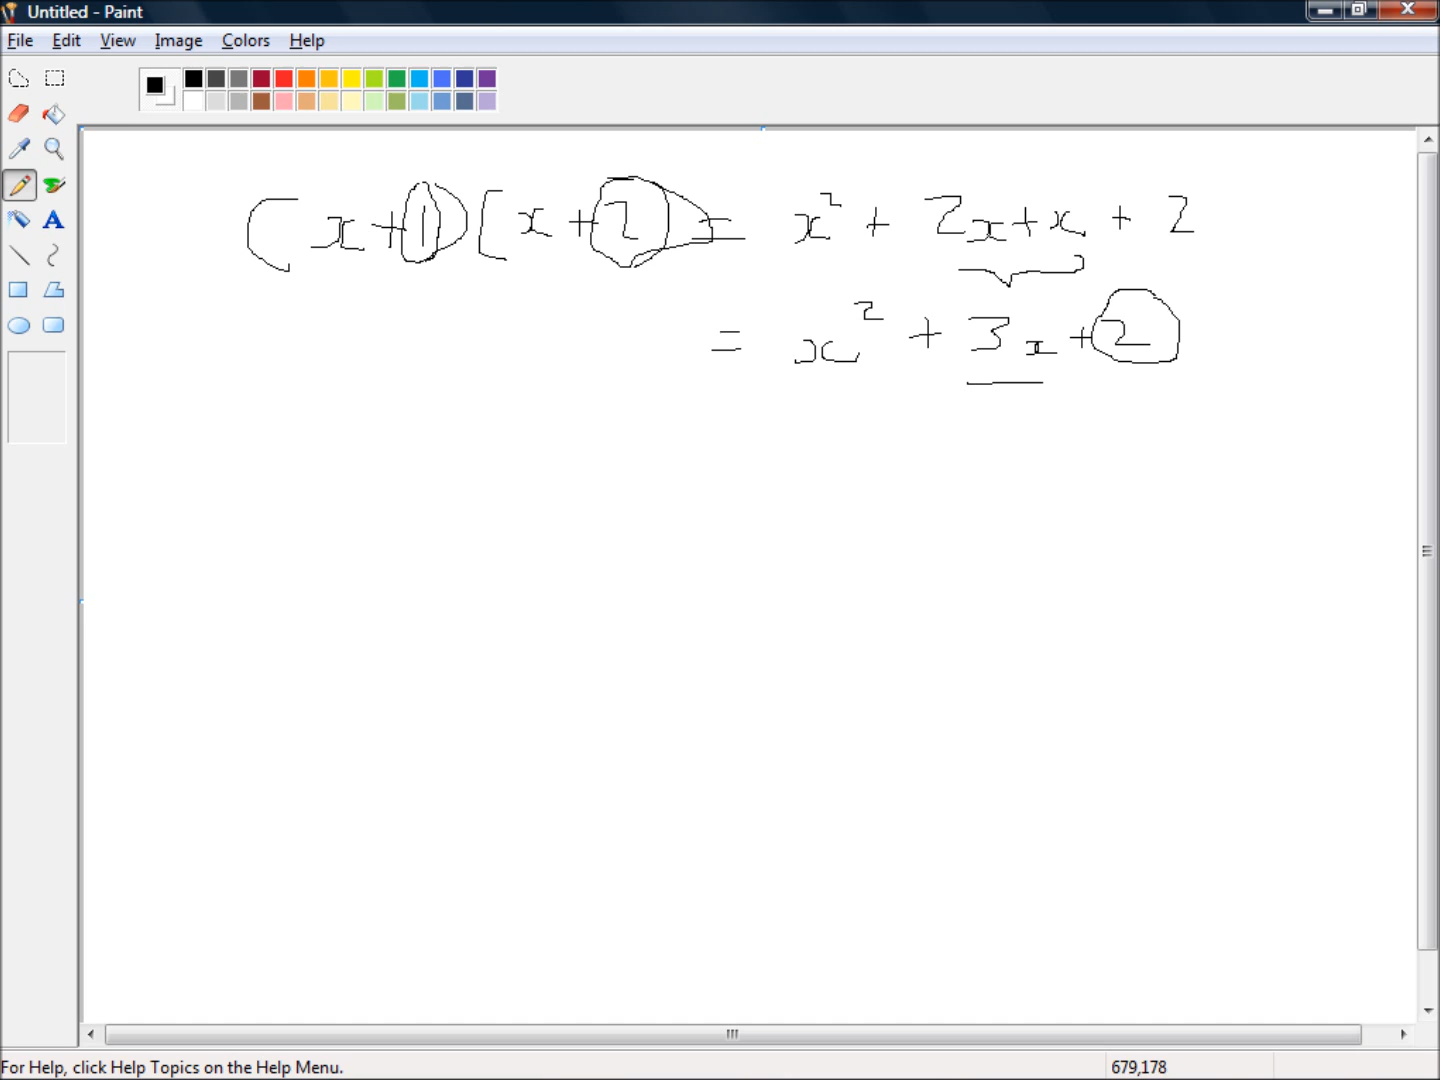 Untitled - Paint
File Edit View Image Colors Help
(x+1)(x+2) = x² + 2x+x + 2
= x² + 3x +2
For Help, click Help Topics on the Help Menu.
679,178